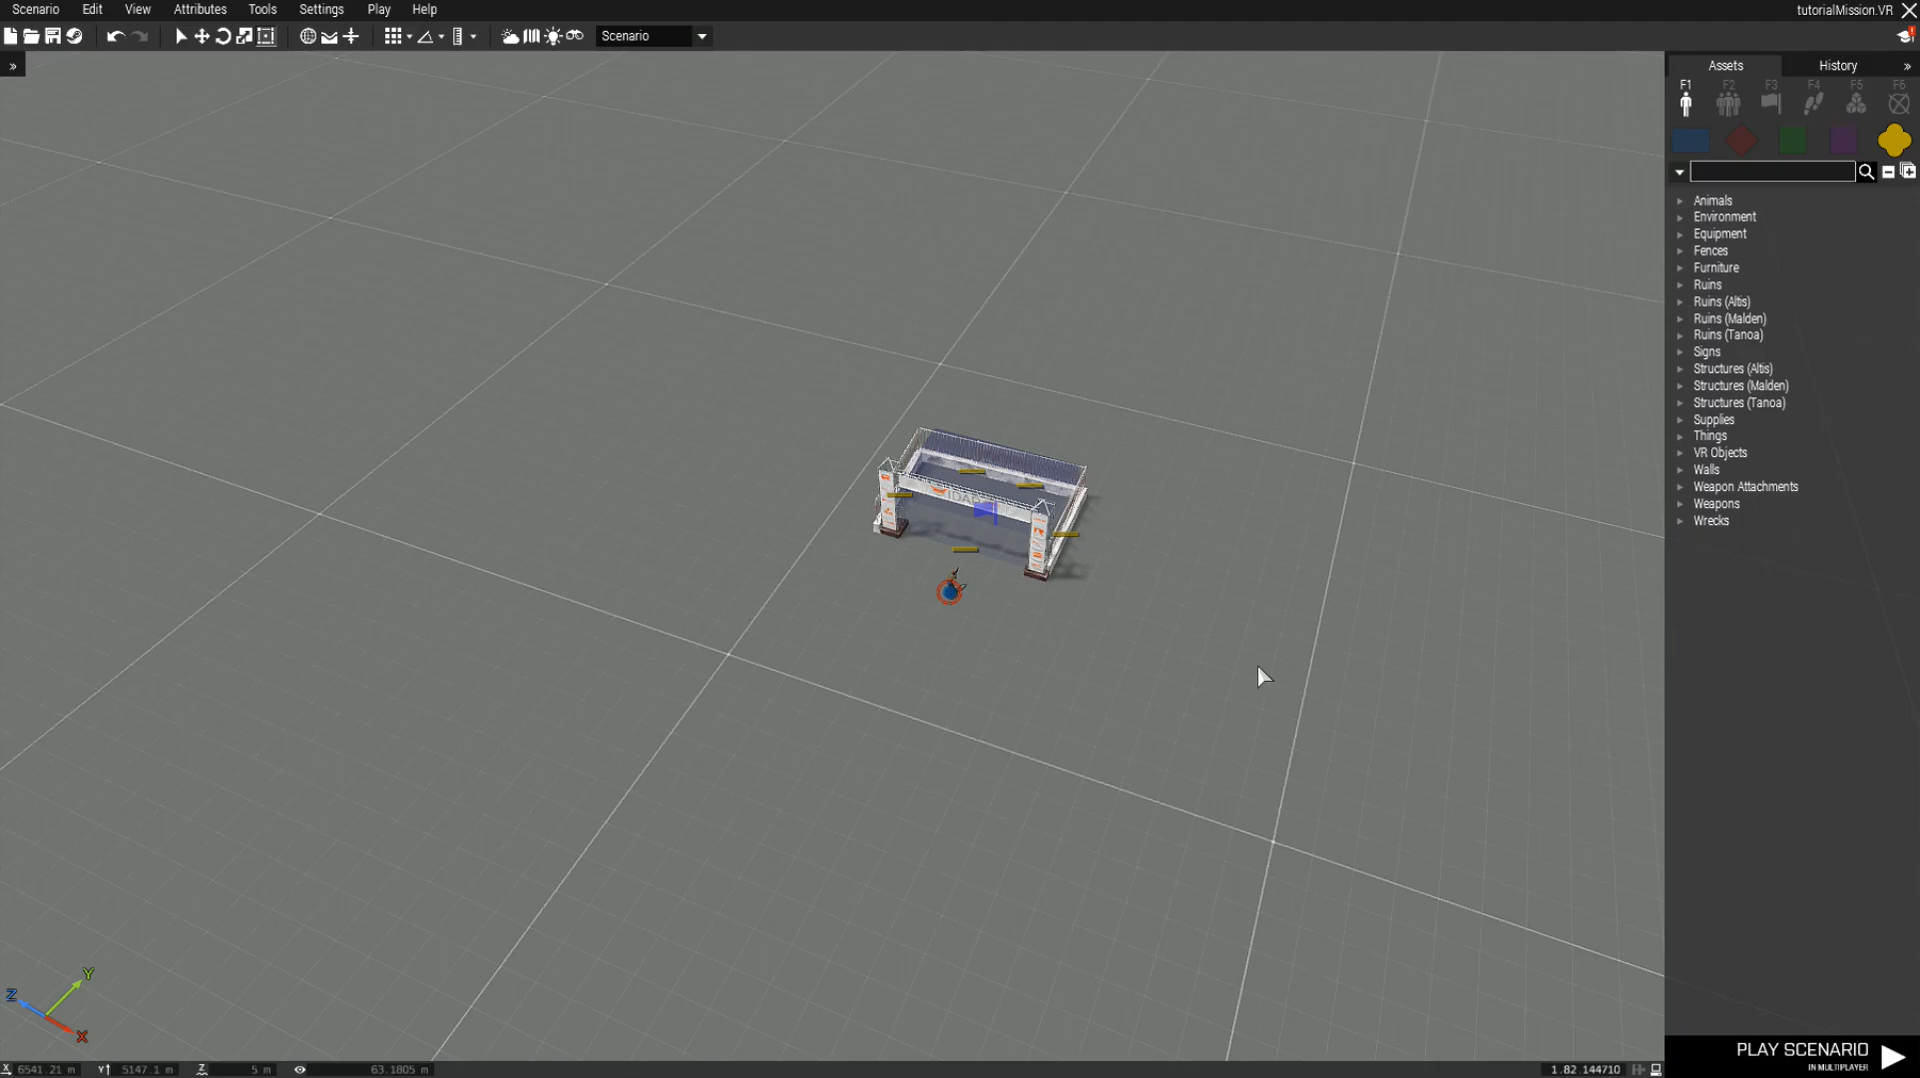 Scenario Edit View Attributes Tools Settings Play Help
tutorialMission.VR
Scenario
Assets History
F1 F2 F3 F4 F5 F6
Animals
Environment
Equipment
Fences
Furniture
Ruins
Ruins (Altis)
Ruins (Malden)
Ruins (Tanoa)
Signs
Structures (Altis)
Structures (Malden)
Structures (Tanoa)
Supplies
Things
VR Objects
Walls
Weapon Attachments
Weapons
Wrecks
Y
Z
X
PLAY SCENARIO
IN MULTIPLAYER
X 6541.21 m Y 5147.1 m Z 5 m 63.1805 m 1.82.144710